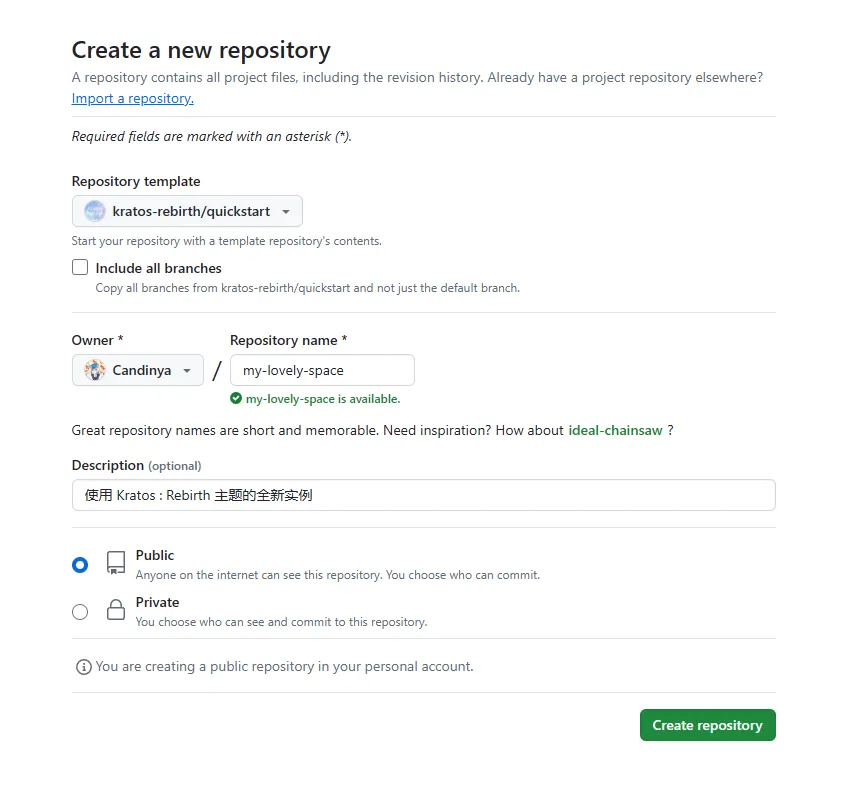 Create a new repository
A repository contains all project files, including the revision history. Already have a project repository elsewhere?
Import a repository.
Required fields are marked with an asterisk (*).
Repository template
kratos-rebirth/quickstart
Start your repository with a template repository's contents.
Include all branches
Copy all branches from kratos-rebirth/quickstart and not just the default branch.
Owner * Repository name *
Candinya / my-lovely-space
my-lovely-space is available.
Great repository names are short and memorable. Need inspiration? How about ideal-chainsaw ?
Description (optional)
使用 Kratos : Rebirth 主题的全新实例
Public
Anyone on the internet can see this repository. You choose who can commit.
Private
You choose who can see and commit to this repository.
You are creating a public repository in your personal account.
Create repository